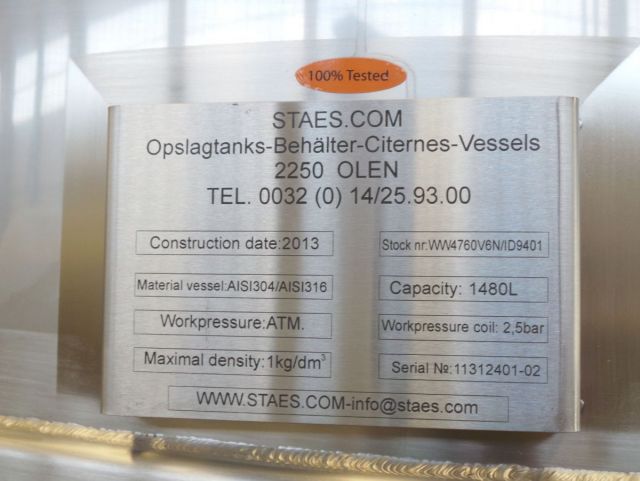 100% Tested
STAES.COM
Opslagtanks-Behälter-Citernes-Vessels
2250 OLEN
TEL. 0032 (0) 14/25.93.00
Construction date:2013
Stock nr:WW4760V6N/ID9401
Material vessel:AISI304/AISI316
Capacity: 1480L
Workpressure:ATM.
Workpressure coil: 2,5bar
Maximal density:1kg/dm³
Serial №:11312401-02
WWW.STAES.COM-info@staes.com